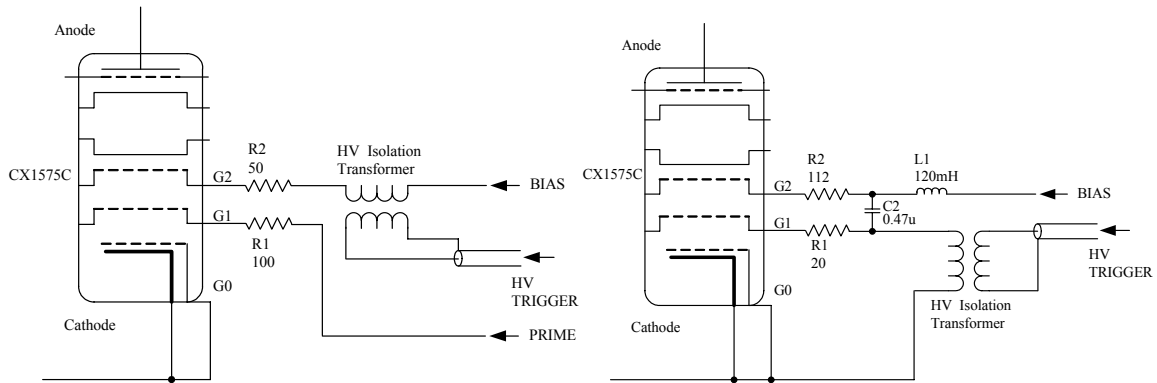 Anode
CX1575C
R2
50
HV Isolation
Transformer
G2
BIAS
G1
R1
100
HV
TRIGGER
G0
Cathode
PRIME
Anode
CX1575C
R2
112
L1
120mH
G2
BIAS
C2
0.47u
G1
R1
20
HV
TRIGGER
G0
HV Isolation
Transformer
Cathode